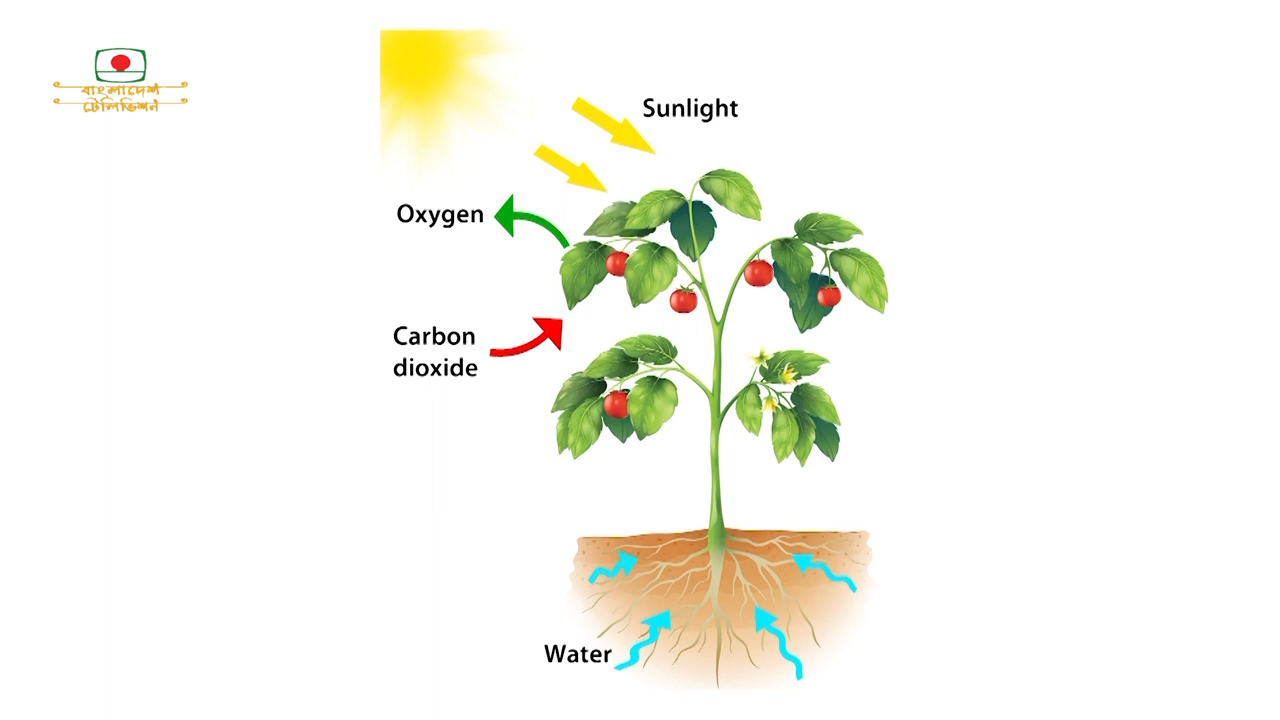 বাংলাদেশ
টেলিভিশন
Sunlight
Oxygen
Carbon
dioxide
Water